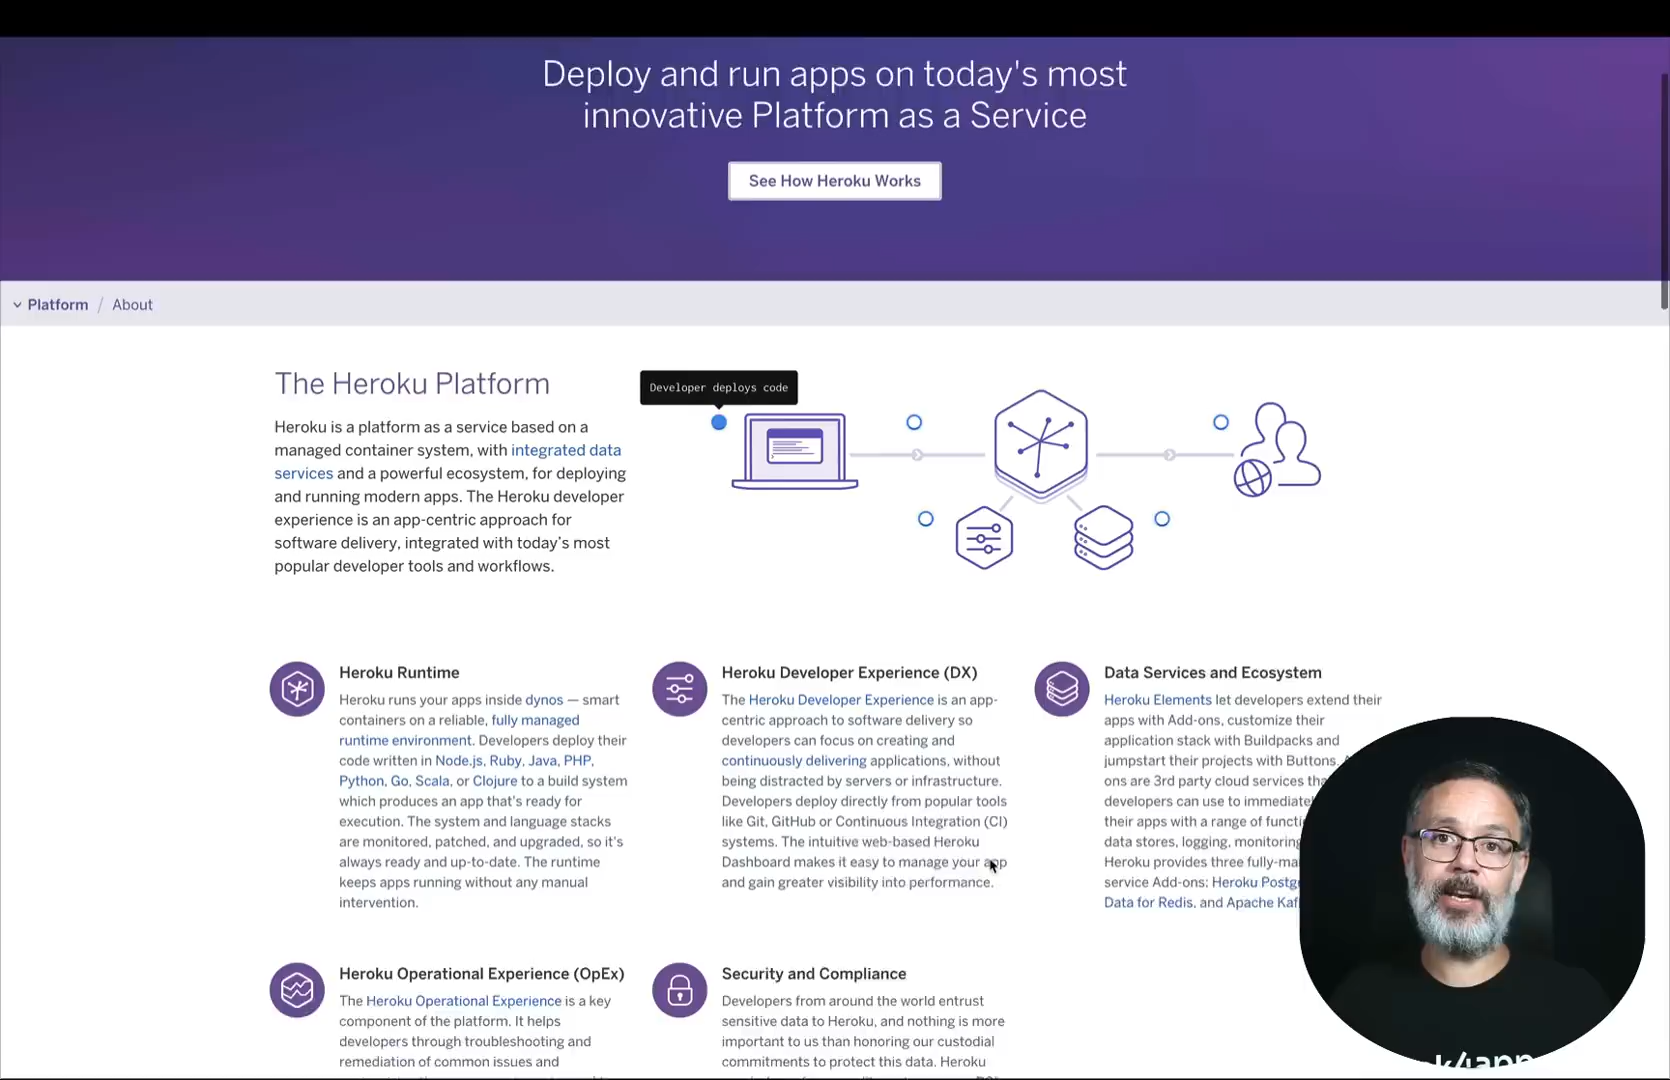 Deploy and run apps on today's most
innovative Platform as a Service
See How Heroku Works
Platform / About
The Heroku Platform
Heroku is a platform as a service based on a
managed container system, with integrated data
services and a powerful ecosystem, for deploying
and running modern apps. The Heroku developer
experience is an app-centric approach for
software delivery, integrated with today's most
popular developer tools and workflows.
Developer deploys code
Heroku Runtime
Heroku runs your apps inside dynos — smart
containers on a reliable, fully managed
runtime environment. Developers deploy their
code written in Node.js, Ruby, Java, PHP,
Python, Go, Scala, or Clojure to a build system
which produces an app that's ready for
execution. The system and language stacks
are monitored, patched, and upgraded, so it's
always ready and up-to-date. The runtime
keeps apps running without any manual
intervention.
Heroku Developer Experience (DX)
The Heroku Developer Experience is an app-
centric approach to software delivery so
developers can focus on creating and
continuously delivering applications, without
being distracted by servers or infrastructure.
Developers deploy directly from popular tools
like Git, GitHub or Continuous Integration (CI)
systems. The intuitive web-based Heroku
Dashboard makes it easy to manage your app
and gain greater visibility into performance.
Data Services and Ecosystem
Heroku Elements let developers extend their
apps with Add-ons, customize their
application stack with Buildpacks and
jumpstart their projects with Buttons.
ons are 3rd party cloud services
developers can use to
their apps with a range of
data stores, logging, monitoring
Heroku provides three
service Add-ons: Heroku
Data for Redis, and Apache
Heroku Operational Experience (OpEx)
The Heroku Operational Experience is a key
component of the platform. It helps
developers through troubleshooting and
remediation of common issues and
Security and Compliance
Developers from around the world entrust
sensitive data to Heroku, and nothing is more
important to us than honoring our custodial
commitments to protect this data. Heroku